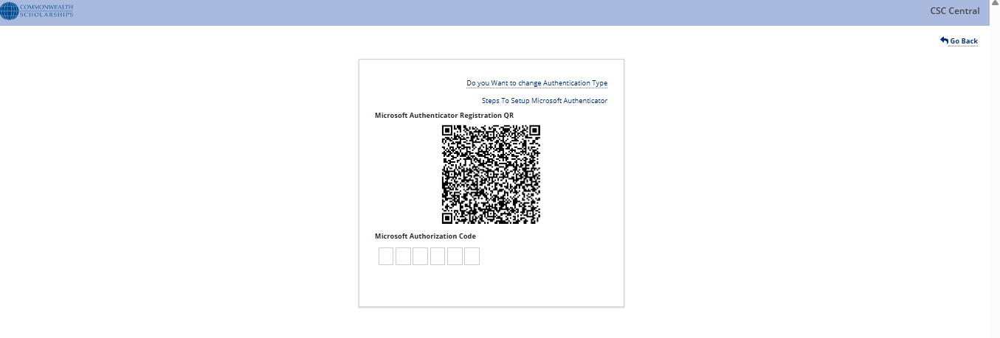 COMMONWEALTH
SCHOLARSHIPS
CSC Central
Go Back
Do you Want to change Authentication Type
Steps To Setup Microsoft Authenticator
Microsoft Authenticator Registration QR
Microsoft Authorization Code